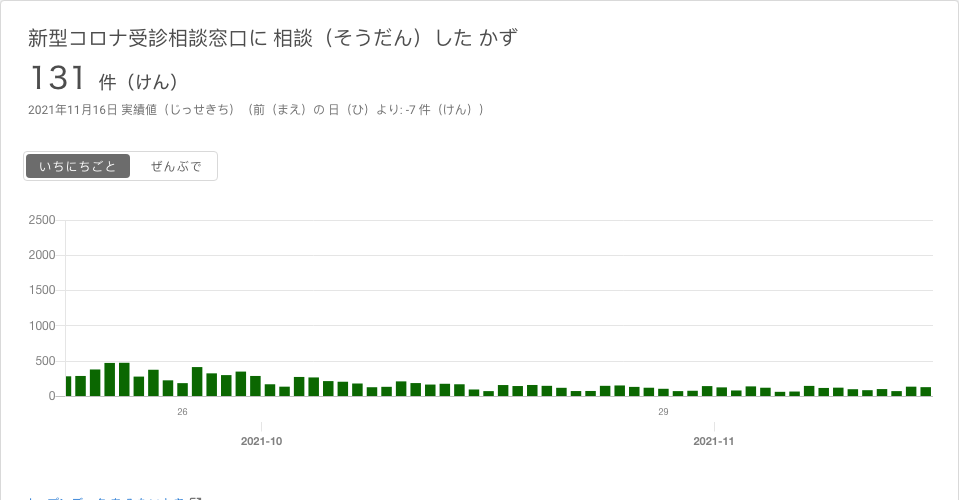 新型コロナ受診相談窓口に 相談（そうだん）した かず
131 件（けん）
2021年11月16日 実績値（じっせきち）（前（まえ）の 日（ひ）より: -7 件（けん））
いちにちごと ぜんぶで
2500
2000
1500
1000
500
0
26 29
2021-10 2021-11